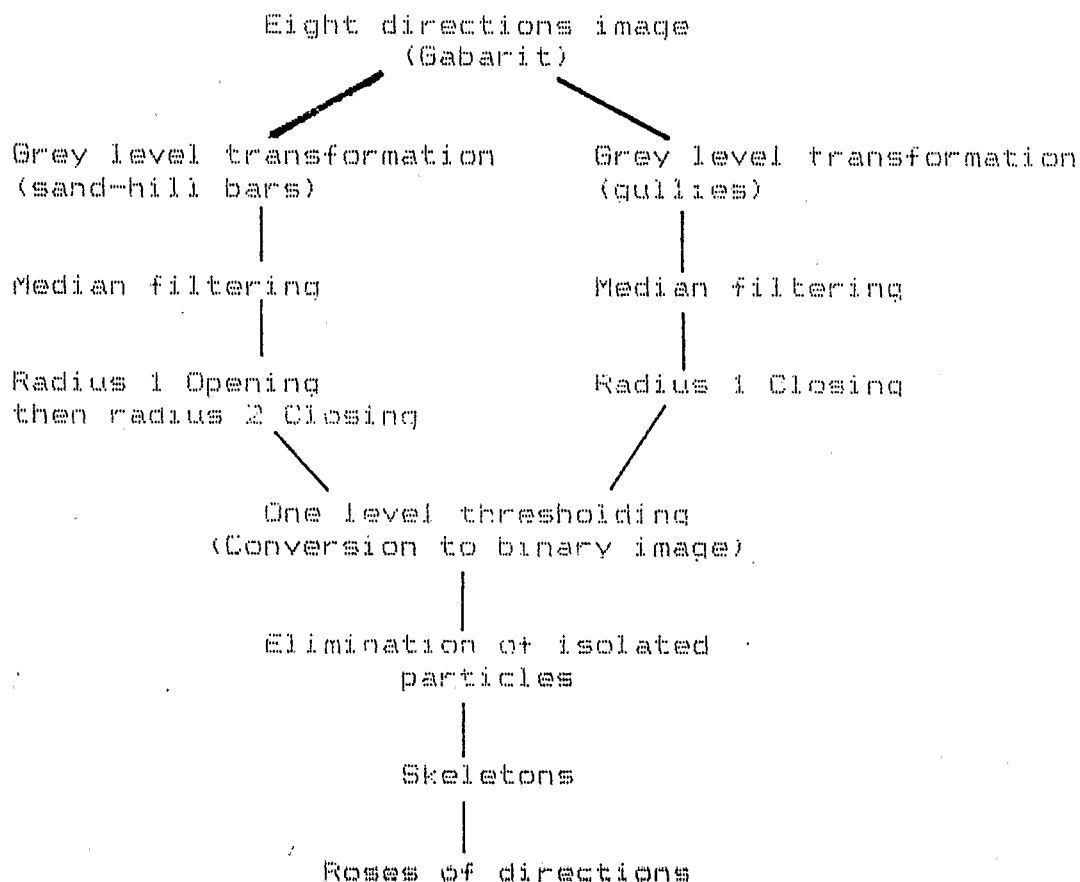 Eight directions image
(Gabarit)
Grey level transformation
(sand-hill bars)
Grey level transformation
(gullies)
Median filtering
Median filtering
Radius 1 Opening
then radius 2 Closing
Radius 1 Closing
One level thresholding
(Conversion to binary image)
Elimination of isolated
particles
Skeletons
Roses of directions